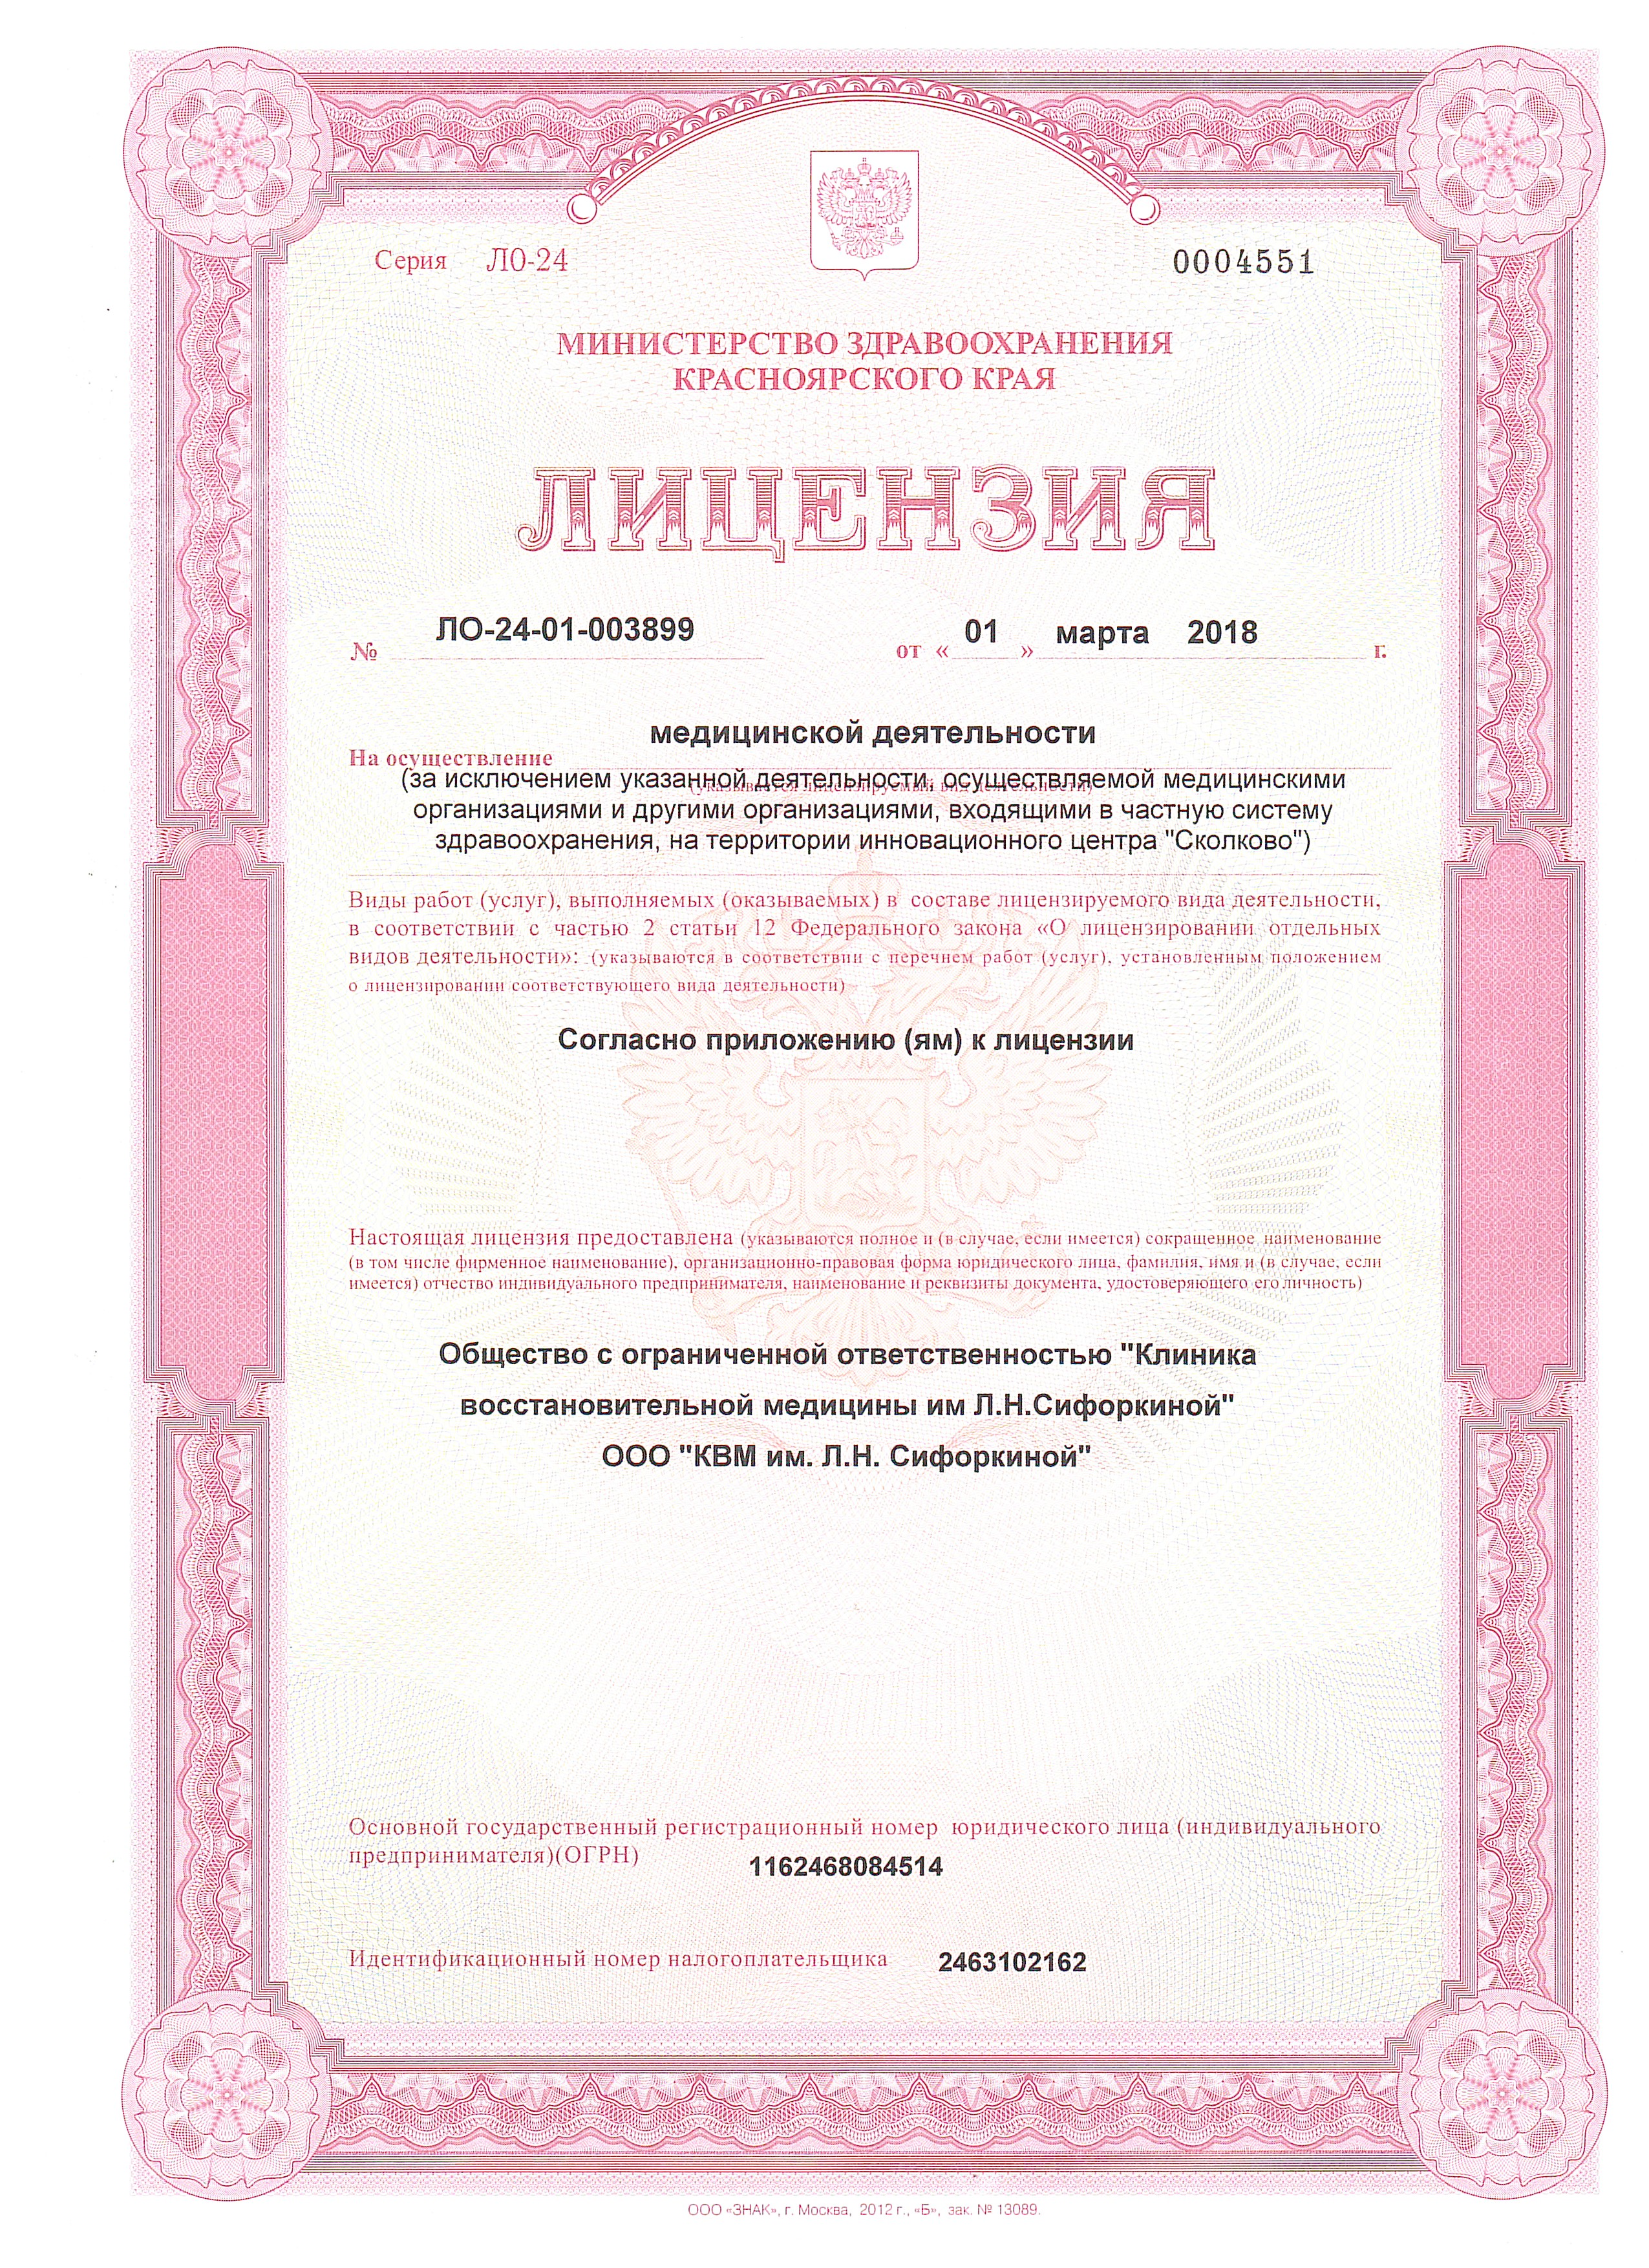 Серия ЛО-24 0004551
МИНИСТЕРСТВО ЗДРАВООХРАНЕНИЯ
КРАСНОЯРСКОГО КРАЯ
ЛИЦЕНЗИЯ
№ ЛО-24-01-003899 от « 01 » марта 2018 г.
На осуществление медицинской деятельности
(указывается лицензируемый вид деятельности)
(за исключением указанной деятельности, осуществляемой медицинскими
организациями и другими организациями, входящими в частную систему
здравоохранения, на территории инновационного центра "Сколково")
Виды работ (услуг), выполняемых (оказываемых) в составе лицензируемого вида деятельности,
в соответствии с частью 2 статьи 12 Федерального закона «О лицензировании отдельных
видов деятельности»: (указываются в соответствии с перечнем работ (услуг), установленным положением
о лицензировании соответствующего вида деятельности)
Согласно приложению (ям) к лицензии
Настоящая лицензия предоставлена (указываются полное и (в случае, если имеется) сокращенное наименование
(в том числе фирменное наименование), организационно-правовая форма юридического лица, фамилия, имя и (в случае, если
имеется) отчество индивидуального предпринимателя, наименование и реквизиты документа, удостоверяющего его личность)
Общество с ограниченной ответственностью "Клиника
восстановительной медицины им Л.Н.Сифоркиной"
ООО "КВМ им. Л.Н. Сифоркиной"
Основной государственный регистрационный номер юридического лица (индивидуального
предпринимателя)(ОГРН) 1162468084514
Идентификационный номер налогоплательщика 2463102162
ООО «ЗНАК», г. Москва, 2012 г., «Б», зак. № 13089.